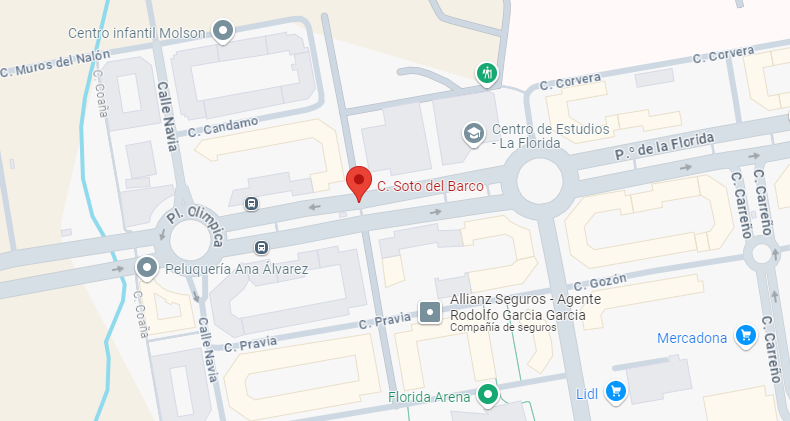 Centro infantil Molson
C. Muros del Nalón
C. Coaña
Calle Navia
C. Candamo
C. Corvera
C. Corvera
Centro de Estudios
- La Florida
P.º de la Florida
C. Soto del Barco
Pl. Olímpica
C. Carreño
C. Carreño
Peluquería Ana Álvarez
C. Coaña
Calle Navia
C. Gozón
Allianz Seguros - Agente
Rodolfo Garcia Garcia
Compañía de seguros
C. Pravia
C. Pravia
Mercadona
C. Carreño
Lidl
Florida Arena